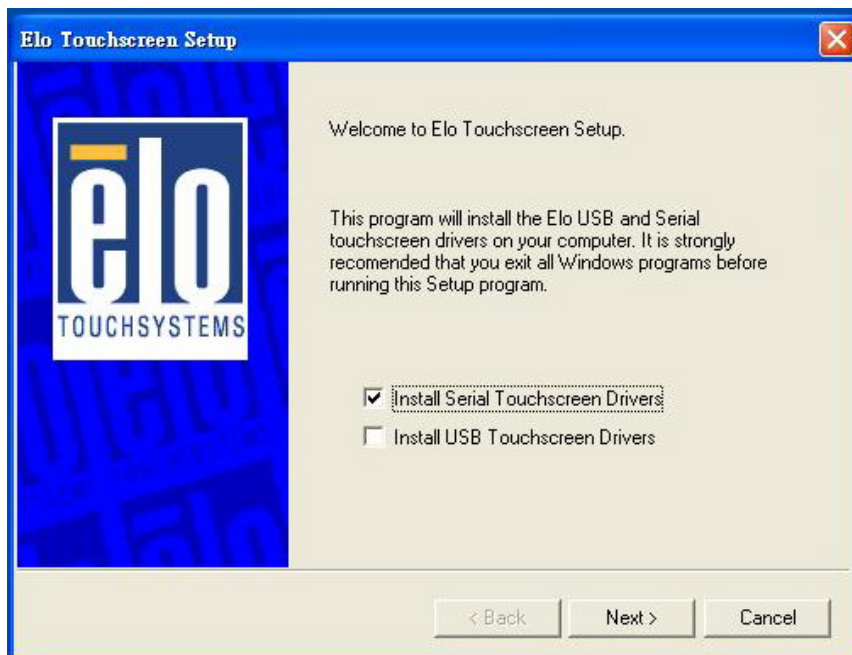 Elo Touchscreen Setup
elo
TOUCHSYSTEMS
Welcome to Elo Touchscreen Setup.
This program will install the Elo USB and Serial
touchscreen drivers on your computer. It is strongly
recomended that you exit all Windows programs before
running this Setup program.
Install Serial Touchscreen Drivers
Install USB Touchscreen Drivers
< Back
Next >
Cancel